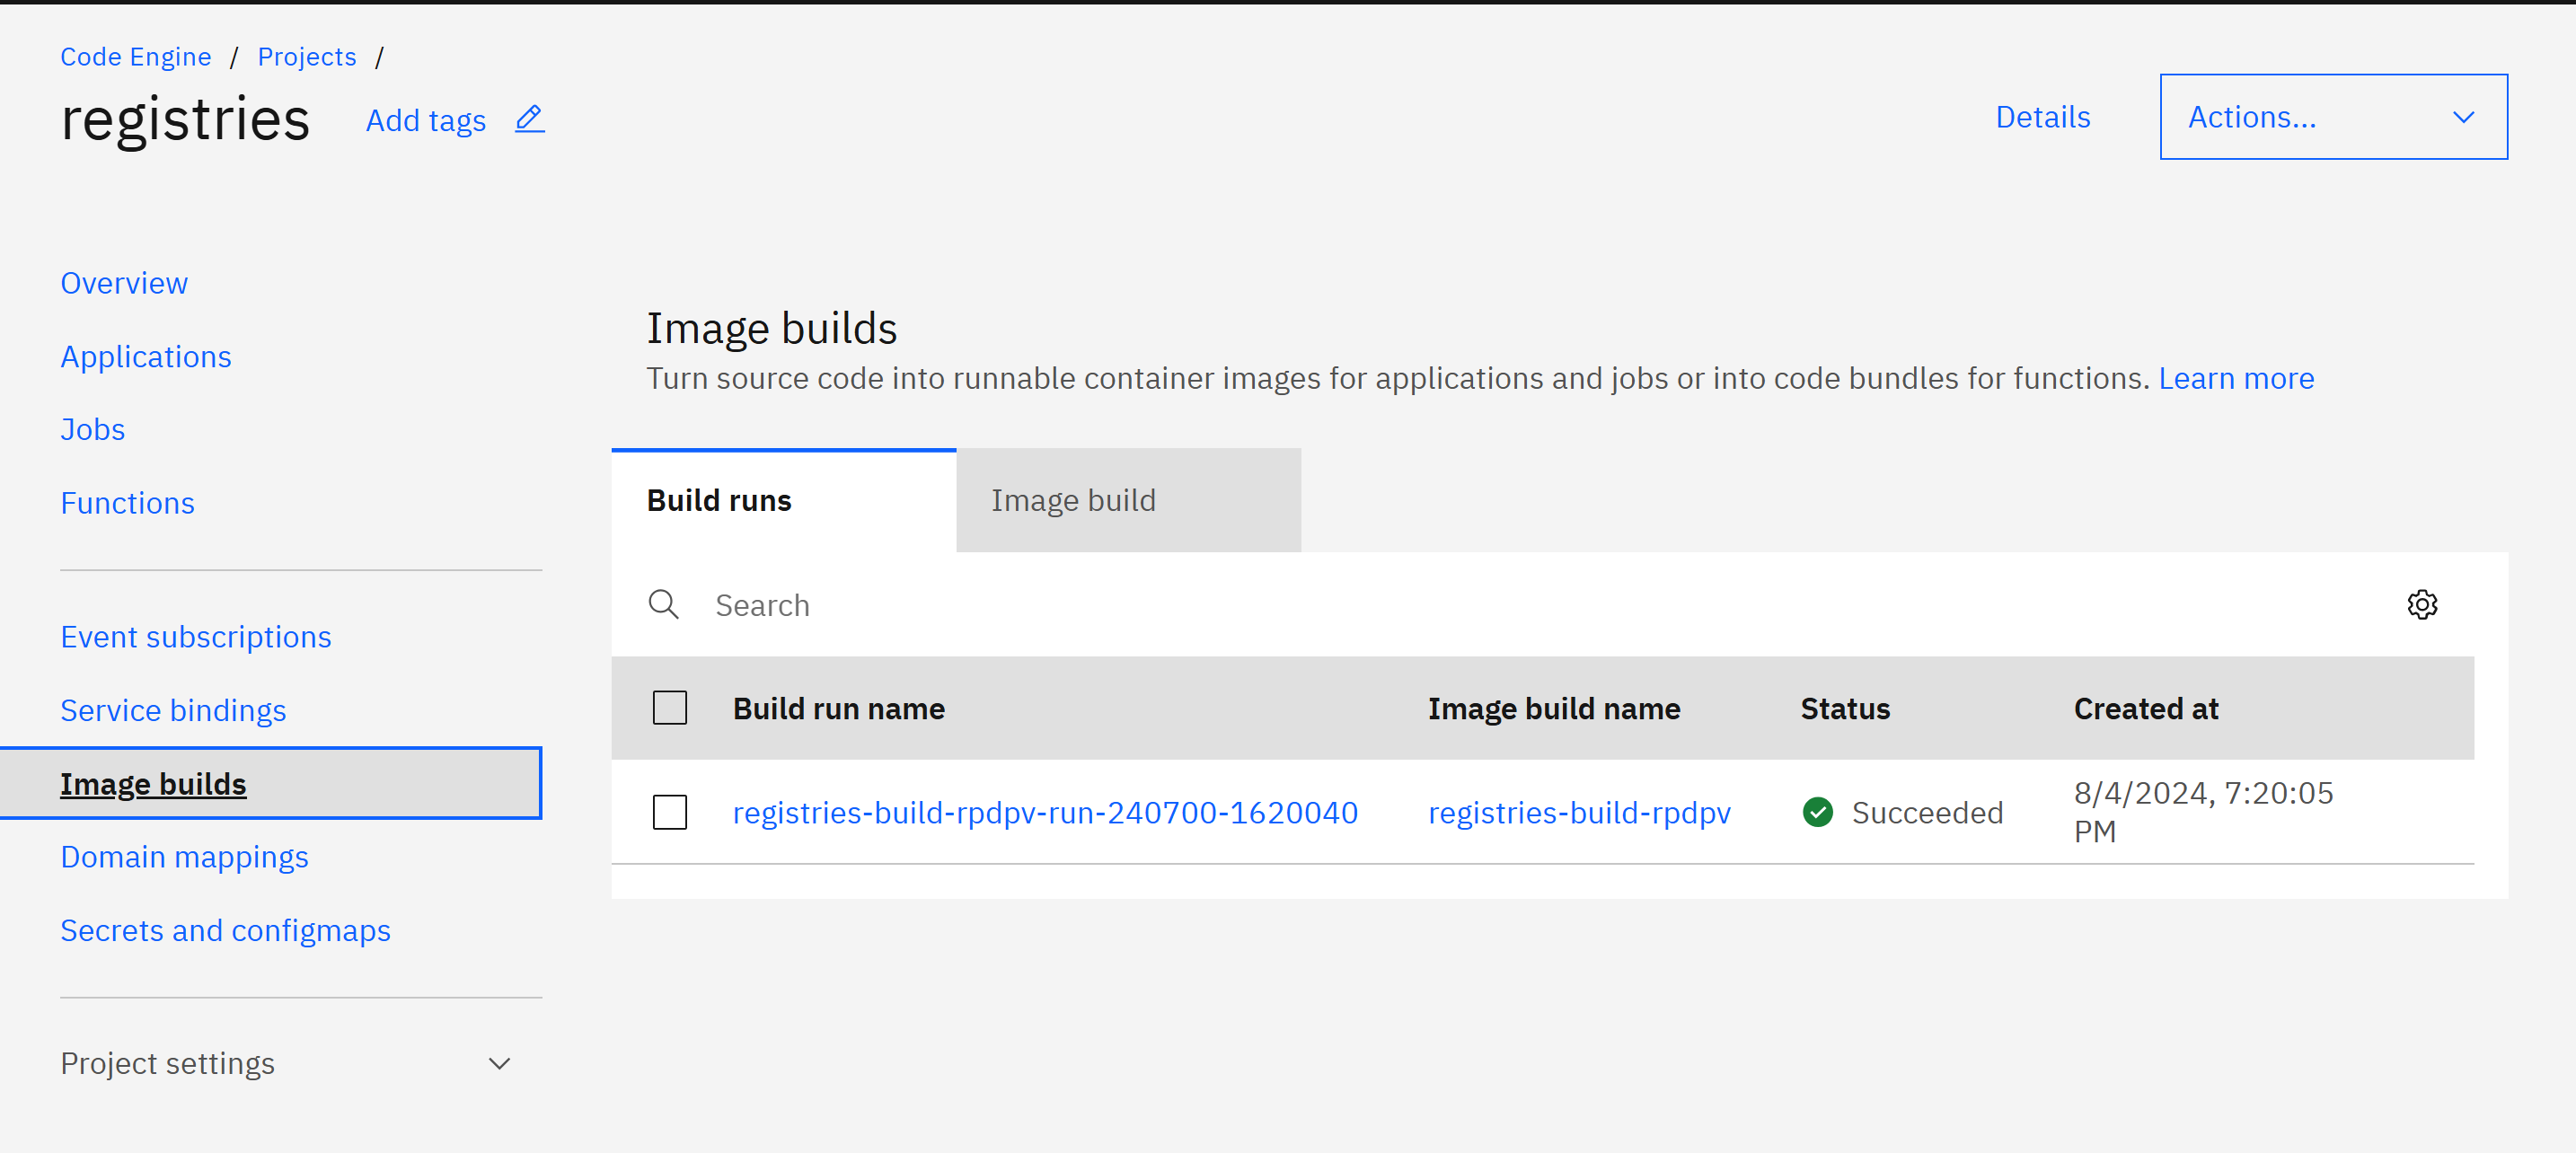 Code Engine / Projects /
registries Add tags
Details Actions...
Overview
Applications
Jobs
Functions
Event subscriptions
Service bindings
Image builds
Domain mappings
Secrets and configmaps
Project settings
Image builds
Turn source code into runnable container images for applications and jobs or into code bundles for functions. Learn more
Build runs Image build
Search
Build run name Image build name Status Created at
registries-build-rpdpv-run-240700-1620040 registries-build-rpdpv Succeeded 8/4/2024, 7:20:05
PM